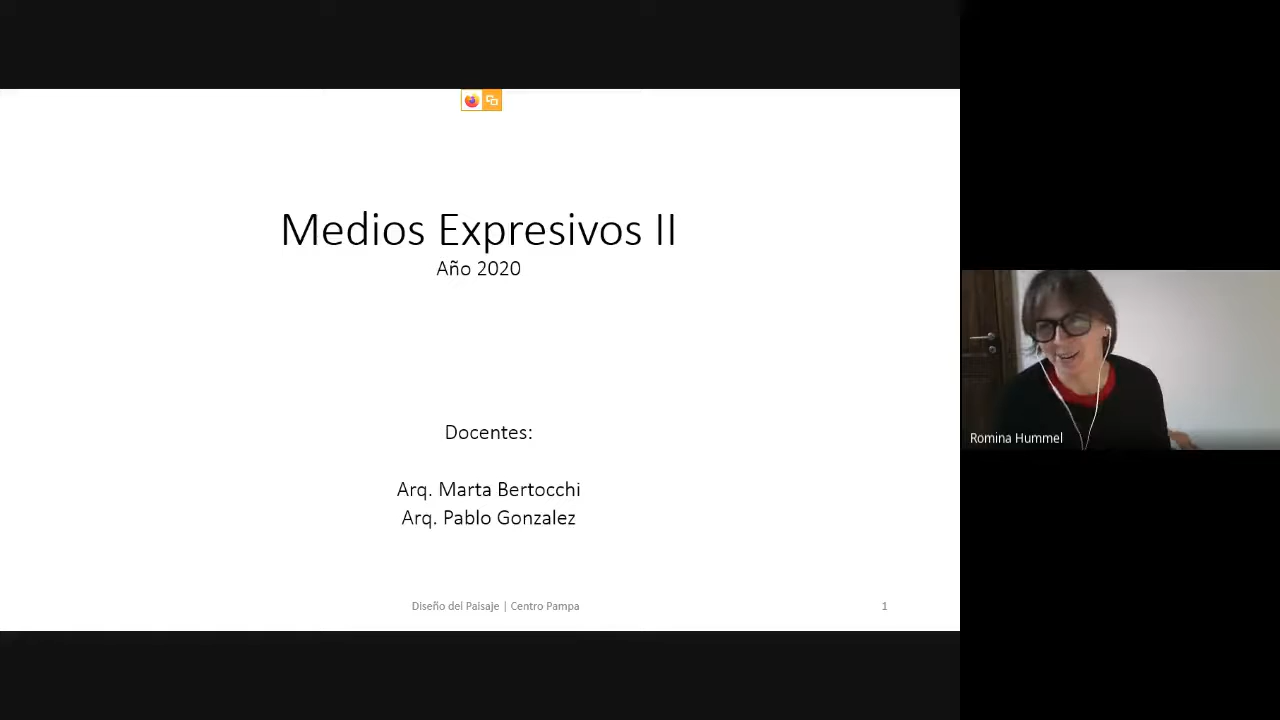 Medios Expresivos II
Año 2020
Docentes:
Arq. Marta Bertocchi
Arq. Pablo Gonzalez
Diseño del Paisaje | Centro Pampa
1
Romina Hummel